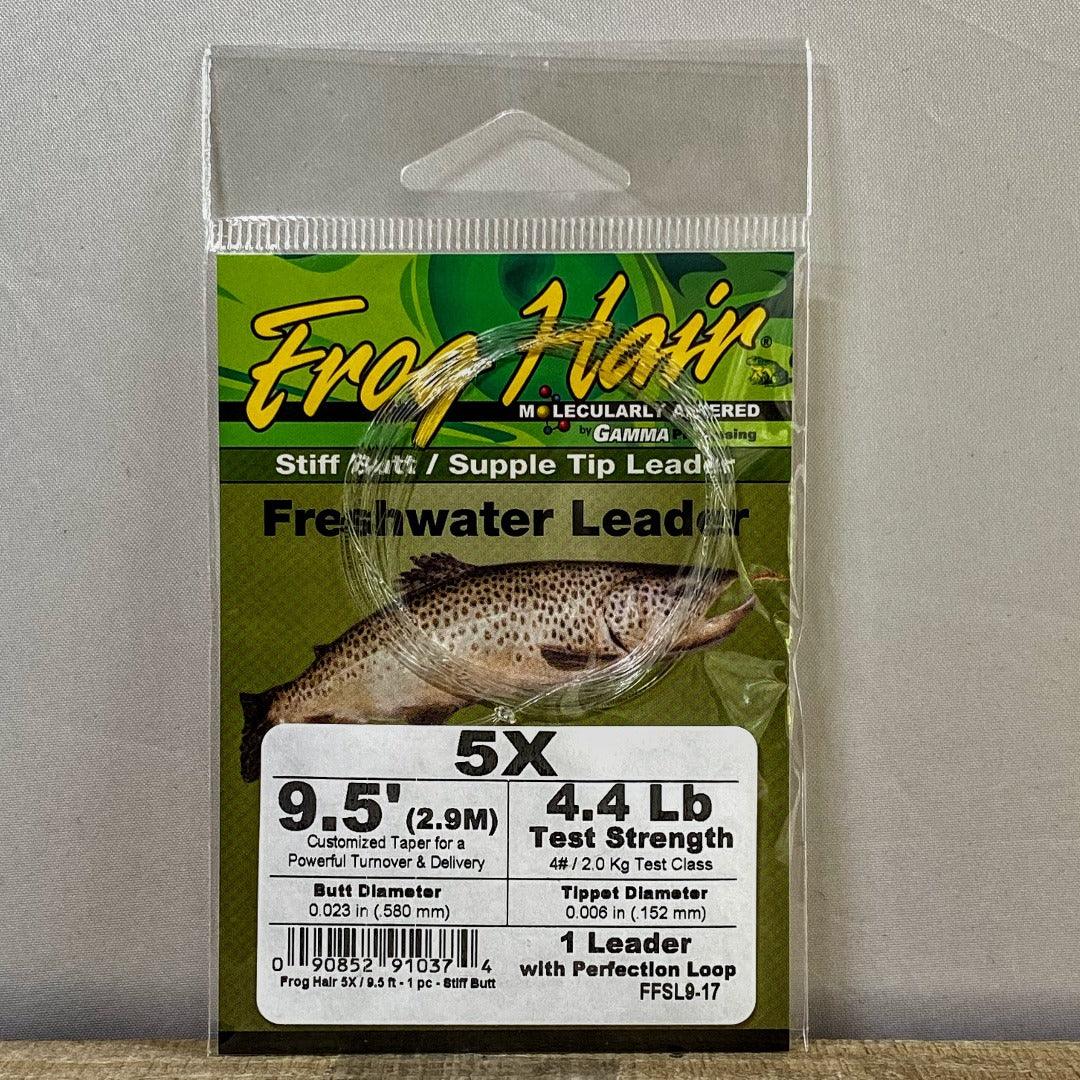 Frog Hair®
MOLECULARLY ALTERED
by GAMMA Processing
Stiff Butt / Supple Tip Leader
Freshwater Leader
5X
9.5' (2.9M)
Customized Taper for a
Powerful Turnover & Delivery
4.4 Lb
Test Strength
4# / 2.0 Kg Test Class
Butt Diameter
0.023 in (.580 mm)
Tippet Diameter
0.006 in (.152 mm)
0 90852 91037 4
Frog Hair 5X / 9.5 ft - 1 pc - Stiff Butt
1 Leader
with Perfection Loop
FFSL9-17